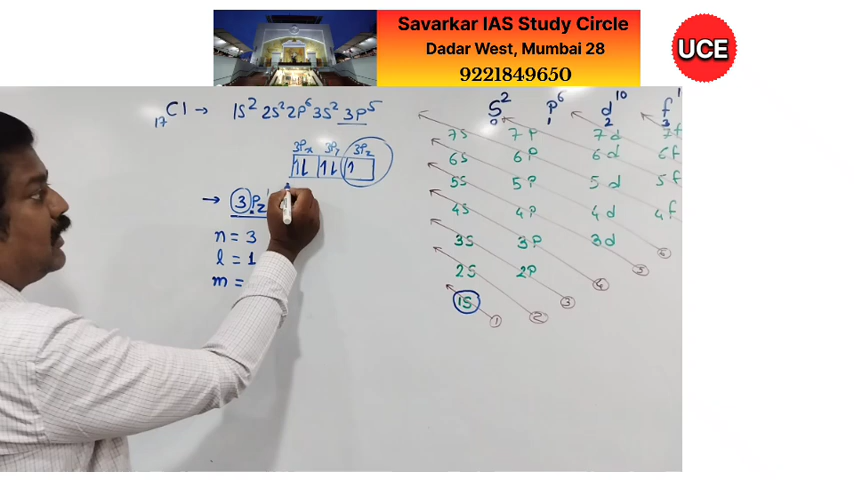 Savarkar IAS Study Circle
Dadar West, Mumbai 28
9221849650
UCE
17Cl → 1S² 2S² 2P⁶ 3S² 3P⁵
3Px 3Py 3Pz
→ 3Pz¹
n = 3
l = 1
m =
S² P⁶ d¹⁰ f¹
0 1 2 3
7S 7P 7d 7f
6S 6P 6d 6f
5S 5P 5d 5f
4S 4P 4d 4f
3S 3P 3d
2S 2P
1S
1 2 3 4 5 6